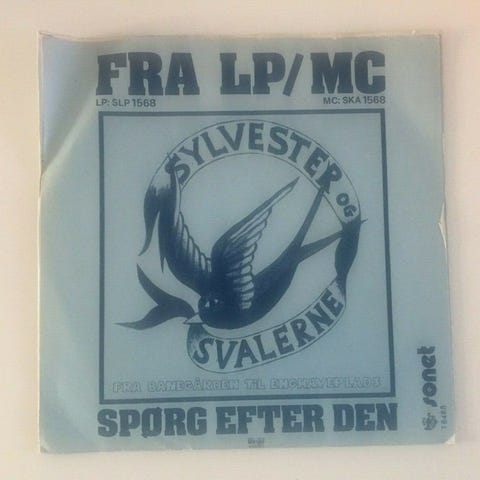 FRA LP/MC
LP: SLP 1568
MC: SKA 1568
SYLVESTER OG
SVALERNE
FRA BANEGÅRDEN TIL ENGHAVEPLADS
SPØRG EFTER DEN
sonet